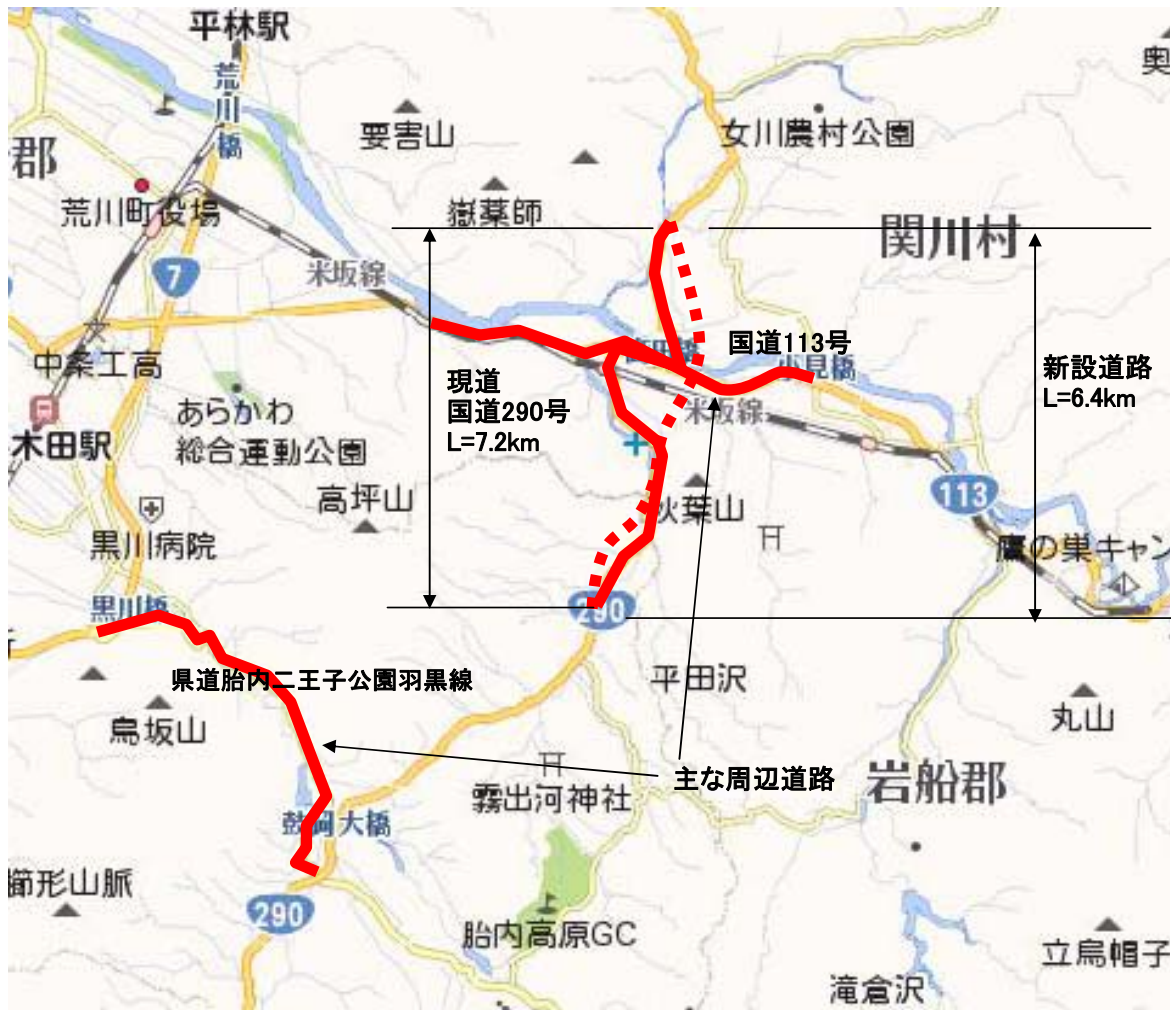 平林駅
荒川橋
要害山
女川農村公園
奥
郡
荒川町役場
嶽薬師
関川村
7
米坂線
国道113号
小見橋
中条工高
現道
国道290号
L=7.2km
新設道路
L=6.4km
米坂線
あらかわ
総合運動公園
木田駅
高坪山
秋葉山
113
黒川病院
鷹の巣キャン
黒川橋
290
県道胎内二王子公園羽黒線
平田沢
鳥坂山
丸山
主な周辺道路
霧出河神社
岩船郡
鼓岡大橋
櫛形山脈
290
胎内高原GC
立烏帽子
滝倉沢